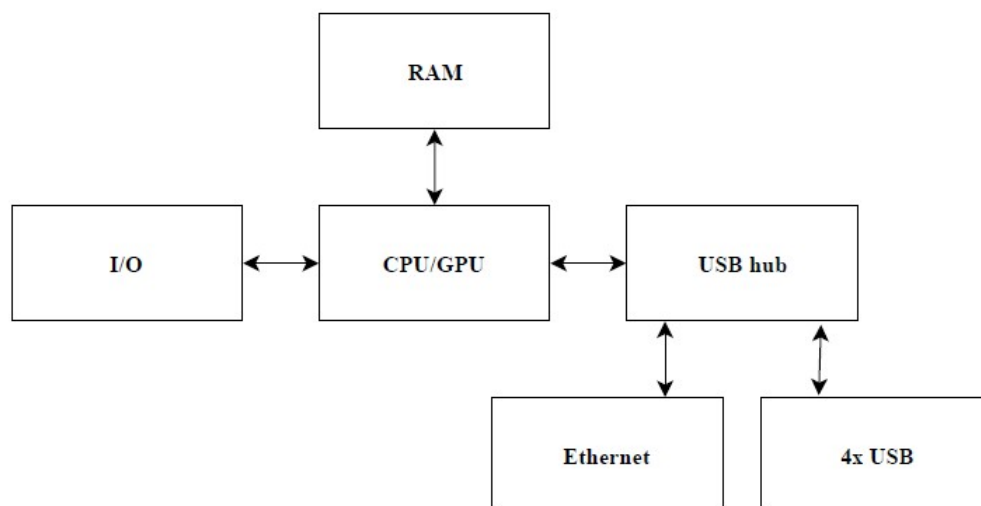 RAM
I/O
CPU/GPU
USB hub
Ethernet
4x USB